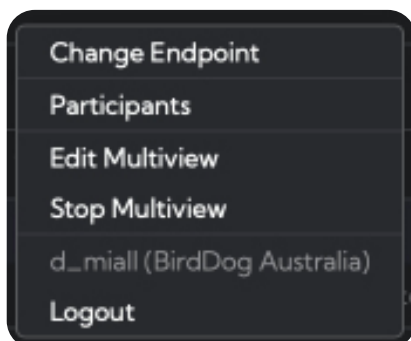 Change Endpoint
Participants
Edit Multiview
Stop Multiview
d_miall (BirdDog Australia)
Logout